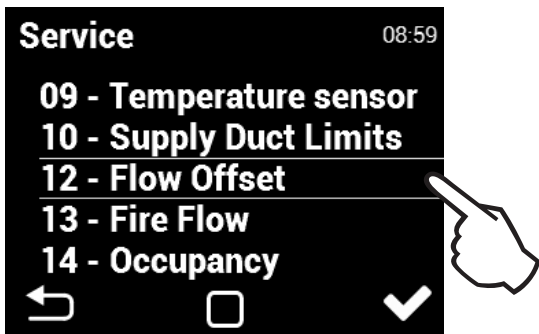 Service 08:59
09 - Temperature sensor
10 - Supply Duct Limits
12 - Flow Offset
13 - Fire Flow
14 - Occupancy